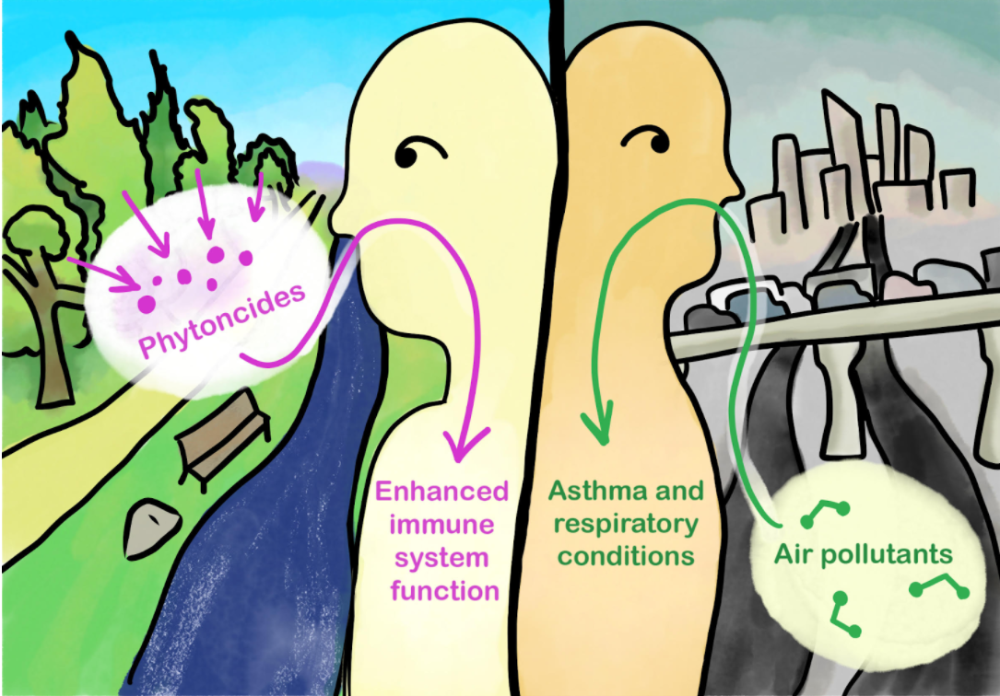 Phytoncides
Enhanced
immune
system
function
Asthma and
respiratory
conditions
Air pollutants